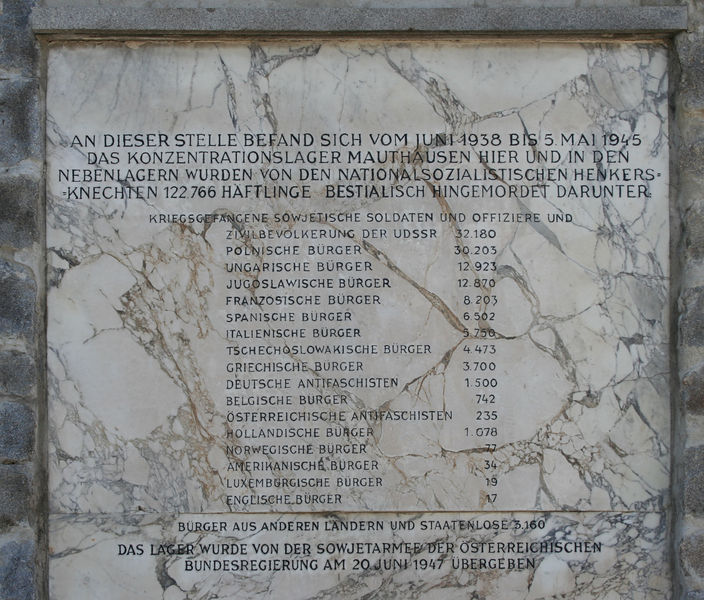 AN DIESER STELLE BEFAND SICH VOM JUNI 1938 BIS 5. MAI 1945
DAS KONZENTRATIONSLAGER MAUTHAUSEN HIER UND IN DEN
NEBENLAGERN WURDEN VON DEN NATIONALSOZIALISTISCHEN HENKERS=
=KNECHTEN 122.766 HÄFTLINGE BESTIALISCH HINGEMORDET DARUNTER:
KRIEGSGEFANGENE SOWJETISCHE SOLDATEN UND OFFIZIERE UND
ZIVILBEVÖLKERUNG DER UDSSR 32.180
POLNISCHE BÜRGER 30.203
UNGARISCHE BÜRGER 12.923
JUGOSLAWISCHE BÜRGER 12.870
FRANZÖSISCHE BÜRGER 8.203
SPANISCHE BÜRGER 6.502
ITALIENISCHE BÜRGER 5.750
TSCHECHOSLOWAKISCHE BÜRGER 4.473
GRIECHISCHE BÜRGER 3.700
DEUTSCHE ANTIFASCHISTEN 1.500
BELGISCHE BÜRGER 742
ÖSTERREICHISCHE ANTIFASCHISTEN 235
HOLLÄNDISCHE BÜRGER 1.078
NORWEGISCHE BÜRGER 77
AMERIKANISCHE BÜRGER 34
LUXEMBURGISCHE BÜRGER 19
ENGLISCHE BÜRGER 17
BÜRGER AUS ANDEREN LÄNDERN UND STAATENLOSE 3.160
DAS LAGER WURDE VON DER SOWJETARMEE DER ÖSTERREICHISCHEN
BUNDESREGIERUNG AM 20. JUNI 1947 ÜBERGEBEN